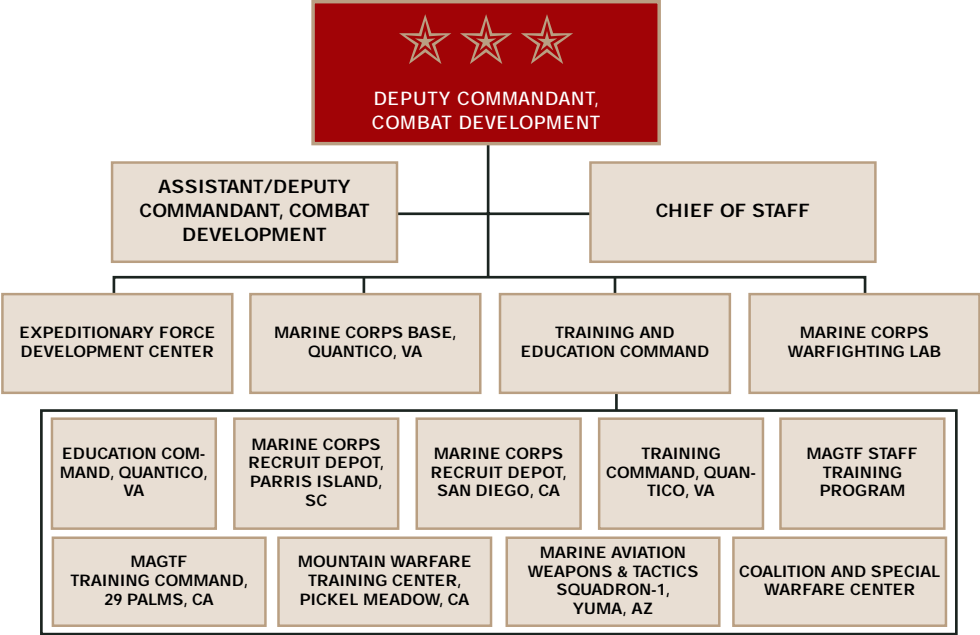 DEPUTY COMMANDANT,
COMBAT DEVELOPMENT
ASSISTANT/DEPUTY
COMMANDANT, COMBAT
DEVELOPMENT
CHIEF OF STAFF
EXPEDITIONARY FORCE
DEVELOPMENT CENTER
MARINE CORPS BASE,
QUANTICO, VA
TRAINING AND
EDUCATION COMMAND
MARINE CORPS
WARFIGHTING LAB
EDUCATION COM-
MAND, QUANTICO,
VA
MARINE CORPS
RECRUIT DEPOT,
PARRIS ISLAND,
SC
MARINE CORPS
RECRUIT DEPOT,
SAN DIEGO, CA
TRAINING
COMMAND, QUAN-
TICO, VA
MAGTF STAFF
TRAINING
PROGRAM
MAGTF
TRAINING COMMAND,
29 PALMS, CA
MOUNTAIN WARFARE
TRAINING CENTER,
PICKEL MEADOW, CA
MARINE AVIATION
WEAPONS & TACTICS
SQUADRON-1,
YUMA, AZ
COALITION AND SPECIAL
WARFARE CENTER